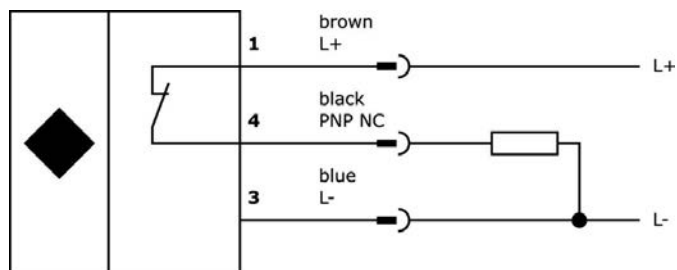 brown
1 L+
L+
black
4 PNP NC
blue
3 L-
L-